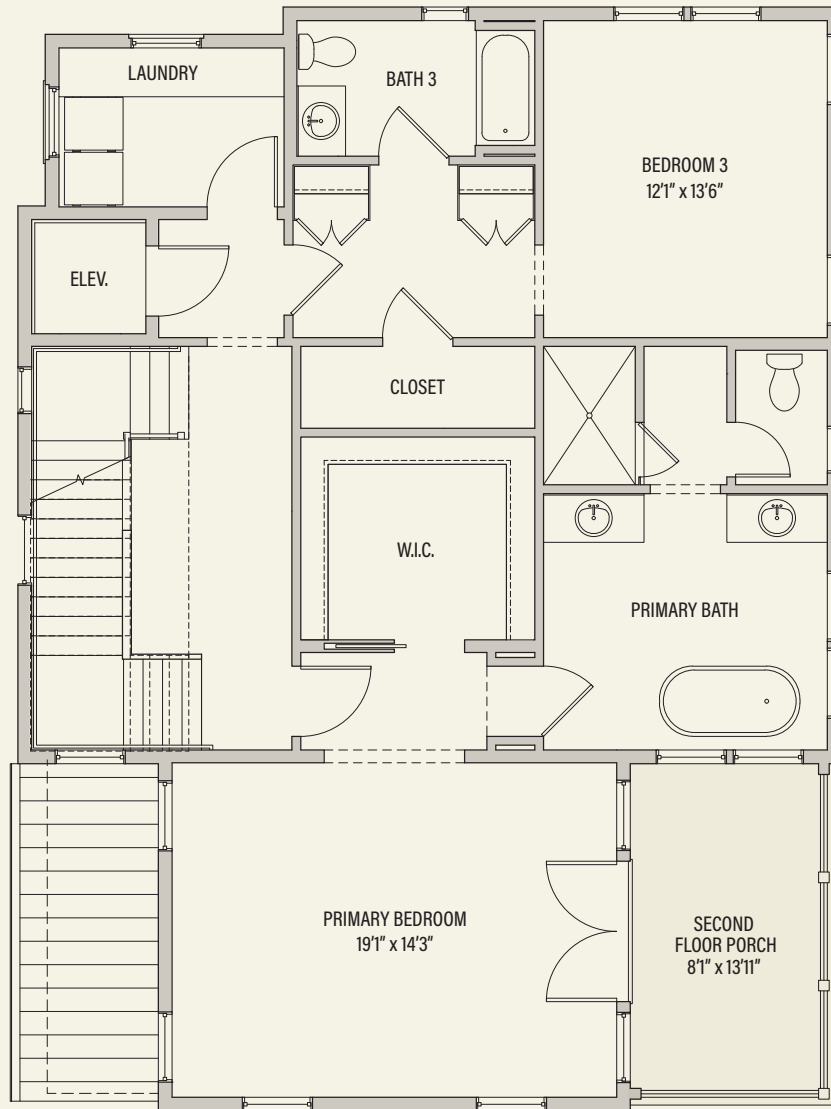 LAUNDRY
BATH 3
BEDROOM 3
12'1" x 13'6"
ELEV.
CLOSET
W.I.C.
PRIMARY BATH
PRIMARY BEDROOM
19'1" x 14'3"
SECOND
FLOOR PORCH
8'1" x 13'11"